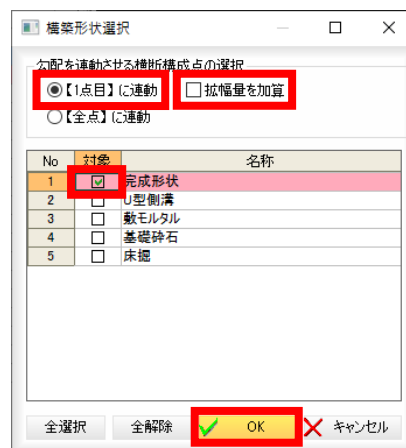 構築形状選択
勾配を連動させる横断構成点の選択
【1点目】に連動 拡幅量を加算
【全点】に連動
No 対象 名称
1 完成形状
2 U型側溝
3 敷モルタル
4 基礎砕石
5 床掘
全選択 全解除 OK キャンセル